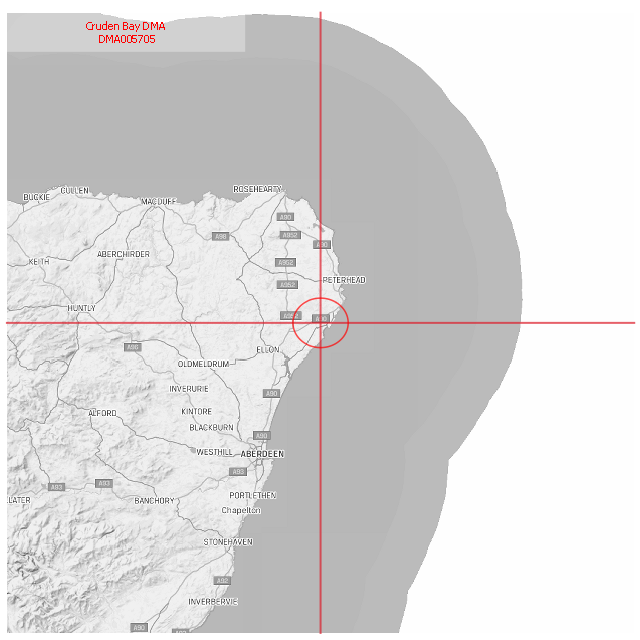 Cruden Bay DMA
DMA005705
BUCKIE
CULLEN
MACDUFF
ROSEHEARTY
A90
A98
A952
A90
KEITH
ABERCHIRDER
A952
PETERHEAD
A952
HUNTLY
A952
A90
A96
ELLON
OLDMELDRUM
INVERURIE
A90
KINTORE
ALFORD
BLACKBURN
A90
WESTHILL
ABERDEEN
A93
A93
A93
LATER
BANCHORY
PORTLETHEN
Chapelton
STONEHAVEN
A92
INVERBERVIE
A90